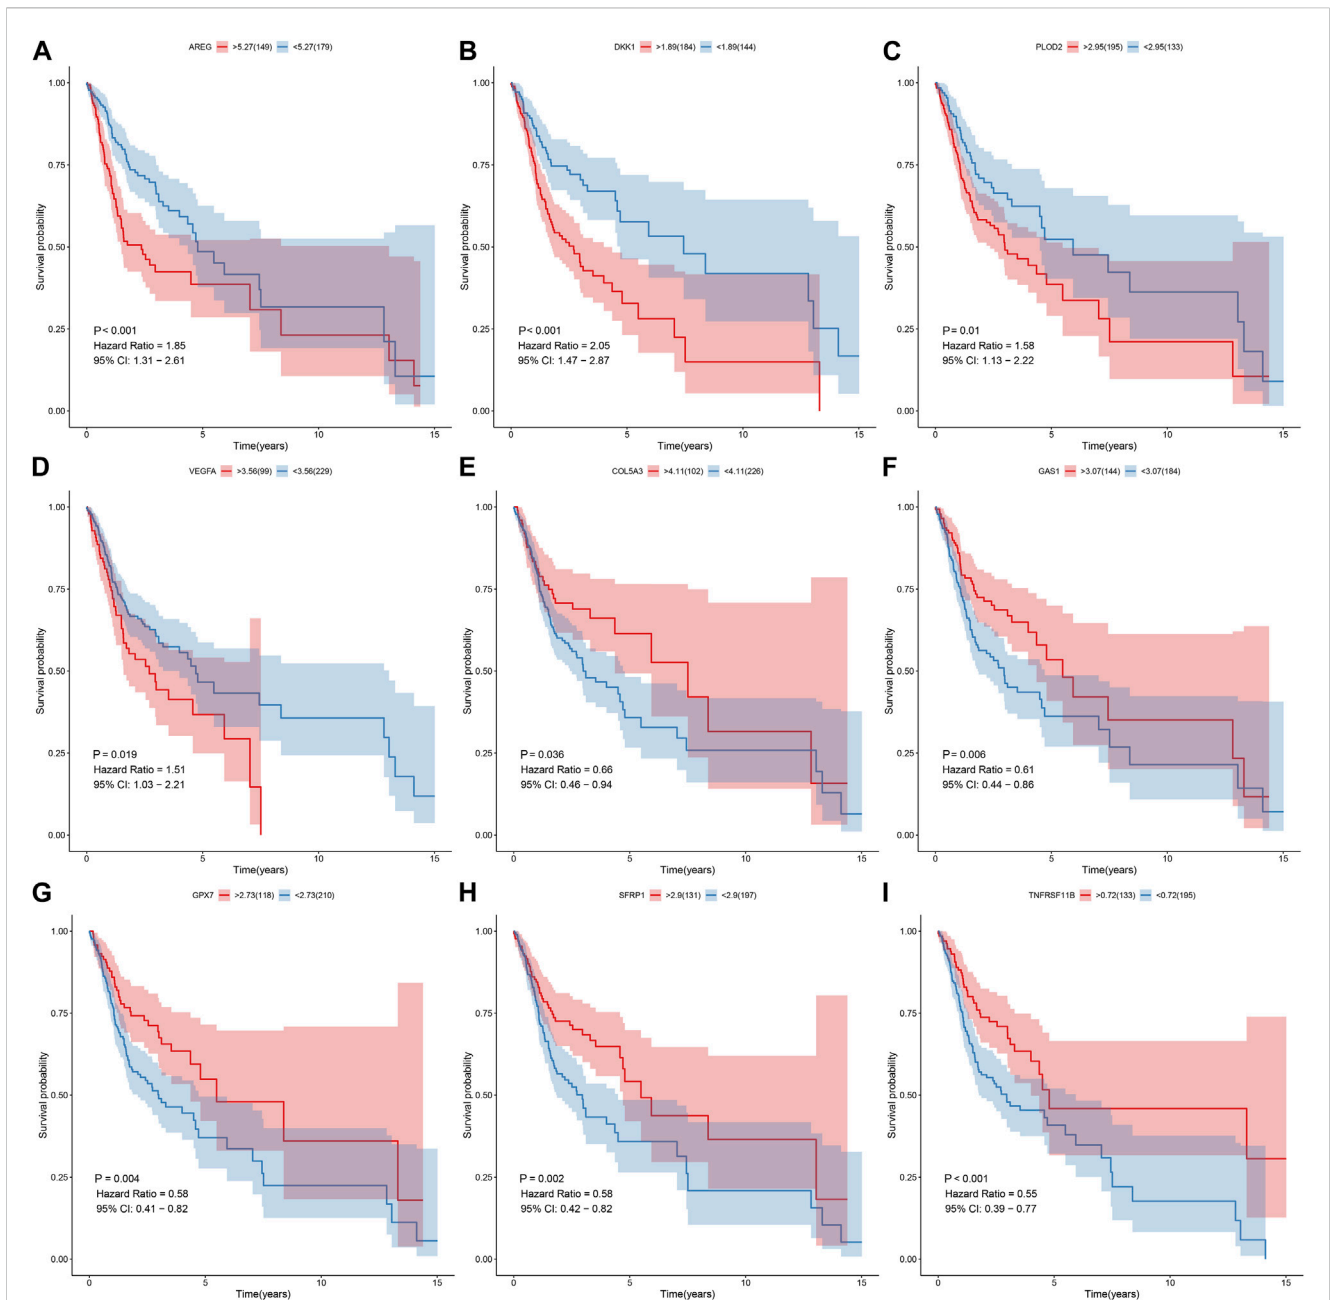 A
AREG >5.27(149) <5.27(179)
Survival probability
1.00
0.75
0.50
0.25
0.00
P < 0.001
Hazard Ratio = 1.85
95% CI: 1.31 − 2.61
0 5 10 15
Time(years)
B
DKK1 >1.89(184) <1.89(144)
Survival probability
1.00
0.75
0.50
0.25
0.00
P < 0.001
Hazard Ratio = 2.05
95% CI: 1.47 − 2.87
0 5 10 15
Time(years)
C
PLOD2 >2.95(195) <2.95(133)
Survival probability
1.00
0.75
0.50
0.25
0.00
P = 0.01
Hazard Ratio = 1.58
95% CI: 1.13 − 2.22
0 5 10 15
Time(years)
D
VEGFA >3.56(99) <3.56(229)
Survival probability
1.00
0.75
0.50
0.25
0.00
P = 0.019
Hazard Ratio = 1.51
95% CI: 1.03 − 2.21
0 5 10 15
Time(years)
E
COL5A3 >4.11(102) <4.11(226)
Survival probability
1.00
0.75
0.50
0.25
0.00
P = 0.036
Hazard Ratio = 0.66
95% CI: 0.46 − 0.94
0 5 10 15
Time(years)
F
GAS1 >3.07(144) <3.07(184)
Survival probability
1.00
0.75
0.50
0.25
0.00
P = 0.006
Hazard Ratio = 0.61
95% CI: 0.44 − 0.86
0 5 10 15
Time(years)
G
GPX7 >2.73(118) <2.73(210)
Survival probability
1.00
0.75
0.50
0.25
0.00
P = 0.004
Hazard Ratio = 0.58
95% CI: 0.41 − 0.82
0 5 10 15
Time(years)
H
SFRP1 >2.9(131) <2.9(197)
Survival probability
1.00
0.75
0.50
0.25
0.00
P = 0.002
Hazard Ratio = 0.58
95% CI: 0.42 − 0.82
0 5 10 15
Time(years)
I
TNFRSF11B >0.72(133) <0.72(195)
Survival probability
1.00
0.75
0.50
0.25
0.00
P < 0.001
Hazard Ratio = 0.55
95% CI: 0.39 − 0.77
0 5 10 15
Time(years)